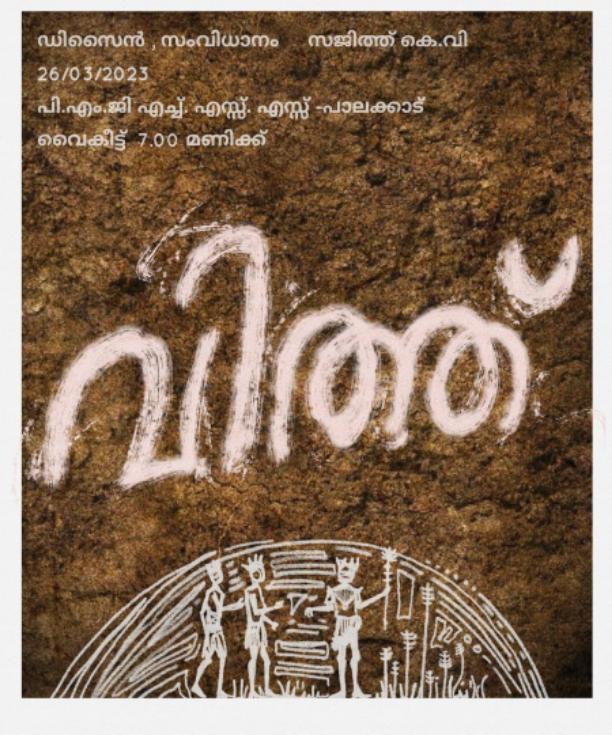 ഡിസൈൻ , സംവിധാനം സജിത്ത് കെ.വി
26/03/2023
പി.എം.ജി എച്ച്. എസ്സ്. എസ്സ് -പാലക്കാട്
വൈകീട്ട് 7.00 മണിക്ക്
വിത്ത്